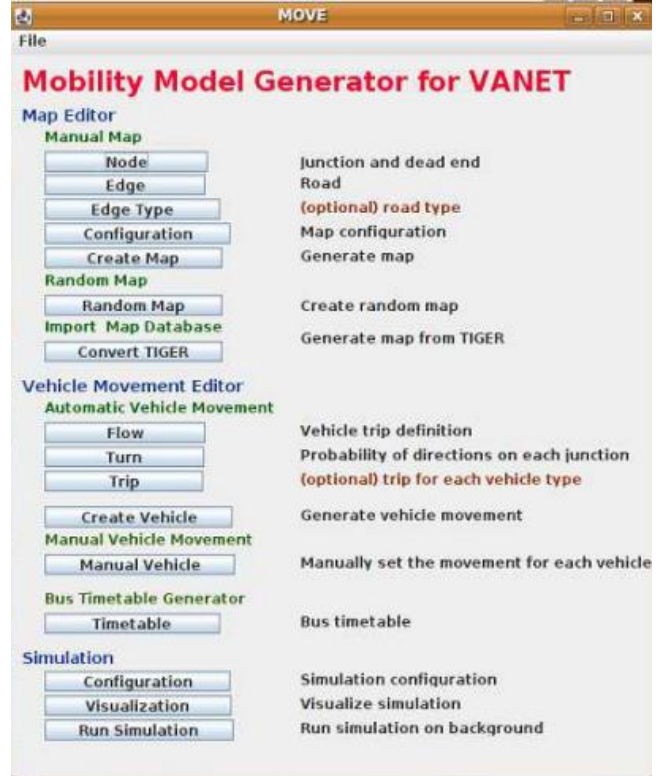 MOVE
File
Mobility Model Generator for VANET
Map Editor
Manual Map
Node Junction and dead end
Edge Road
Edge Type (optional) road type
Configuration Map configuration
Create Map Generate map
Random Map
Random Map Create random map
Import Map Database
Convert TIGER Generate map from TIGER
Vehicle Movement Editor
Automatic Vehicle Movement
Flow Vehicle trip definition
Turn Probability of directions on each junction
Trip (optional) trip for each vehicle type
Create Vehicle Generate vehicle movement
Manual Vehicle Movement
Manual Vehicle Manually set the movement for each vehicle
Bus Timetable Generator
Timetable Bus timetable
Simulation
Configuration Simulation configuration
Visualization Visualize simulation
Run Simulation Run simulation on background